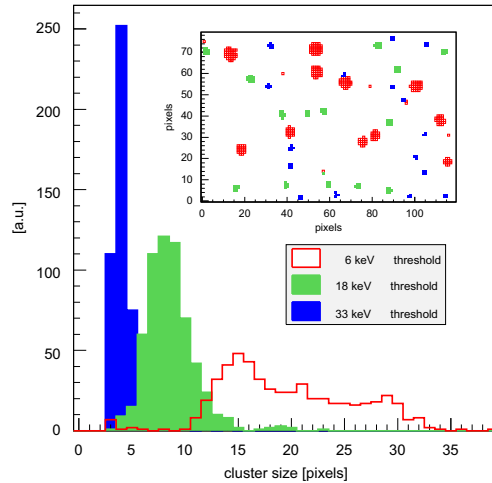 250
200
150
100
50
0
[a.u.]
0 5 10 15 20 25 30 35
cluster size [pixels]
70
60
50
40
30
20
10
0
pixels
0 20 40 60 80 100
pixels
6 keV threshold
18 keV threshold
33 keV threshold